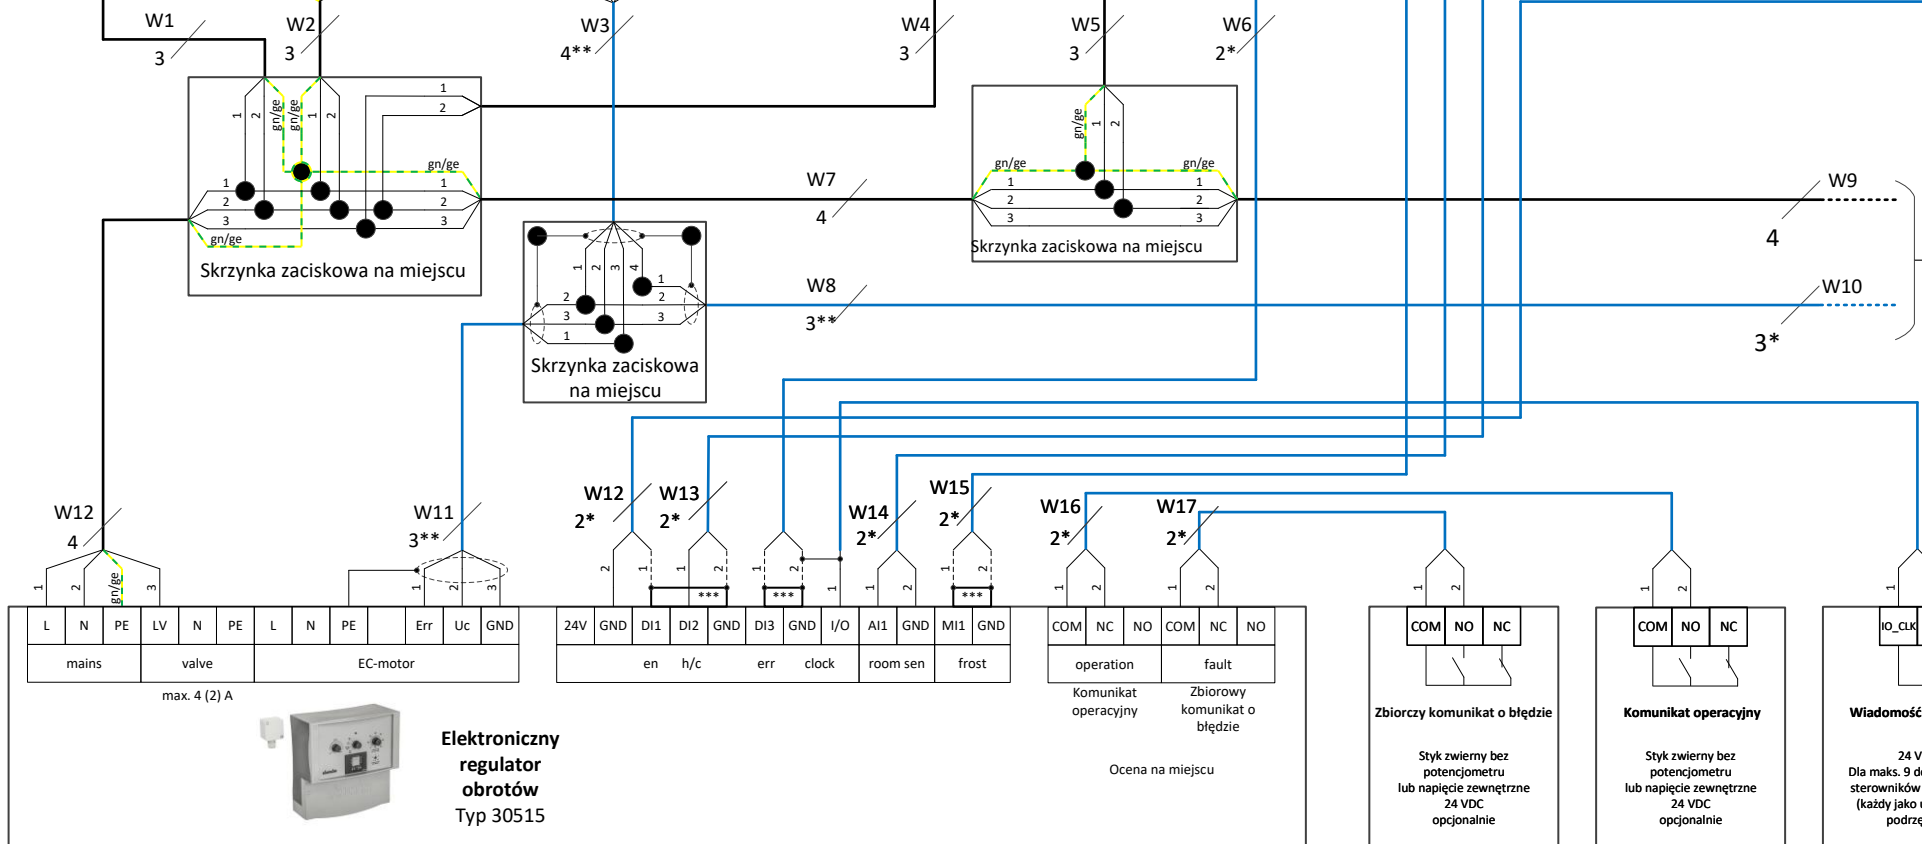 W1
3
W2
3
W3
4**
W4
3
W5
3
W6
2*
1
2
gn/ge
gn/ge
1
2
1
2
gn/ge
1
2
3
1
2
3
gn/ge
Skrzynka zaciskowa na miejscu
W7
4
gn/ge
1
2
gn/ge
gn/ge
1
2
3
1
2
3
Skrzynka zaciskowa na miejscu
W9
4
1
2
3
4
2
3
1
1
2
3
Skrzynka zaciskowa
na miejscu
W8
3**
W10
3*
W12
4
W11
3**
W12
2*
W13
2*
W14
2*
W15
2*
W16
2*
W17
2*
1
2
gn/ge
3
1
2
3
2
1
2
1
2
1
1
2
1
2
1
2
1
2
1
2
1
2
1
***
***
***
L N PE LV N PE L N PE Err Uc GND
mains valve EC-motor
max. 4 (2) A
24V GND DI1 DI2 GND DI3 GND I/O AI1 GND MI1 GND
en h/c err clock room sen frost
COM NC NO COM NC NO
operation fault
Komunikat
operacyjny
Zbiorowy
komunikat o
błędzie
Ocena na miejscu
Elektroniczny
regulator
obrotów
Typ 30515
COM NO NC
Zbiorczy komunikat o błędzie
Styk zwierny bez
potencjometru
lub napięcie zewnętrzne
24 VDC
opcjonalnie
COM NO NC
Komunikat operacyjny
Styk zwierny bez
potencjometru
lub napięcie zewnętrzne
24 VDC
opcjonalnie
IO_CLK
Wiadomość
24 V
Dla maks. 9 d
sterowników
(każdy jako
podrz